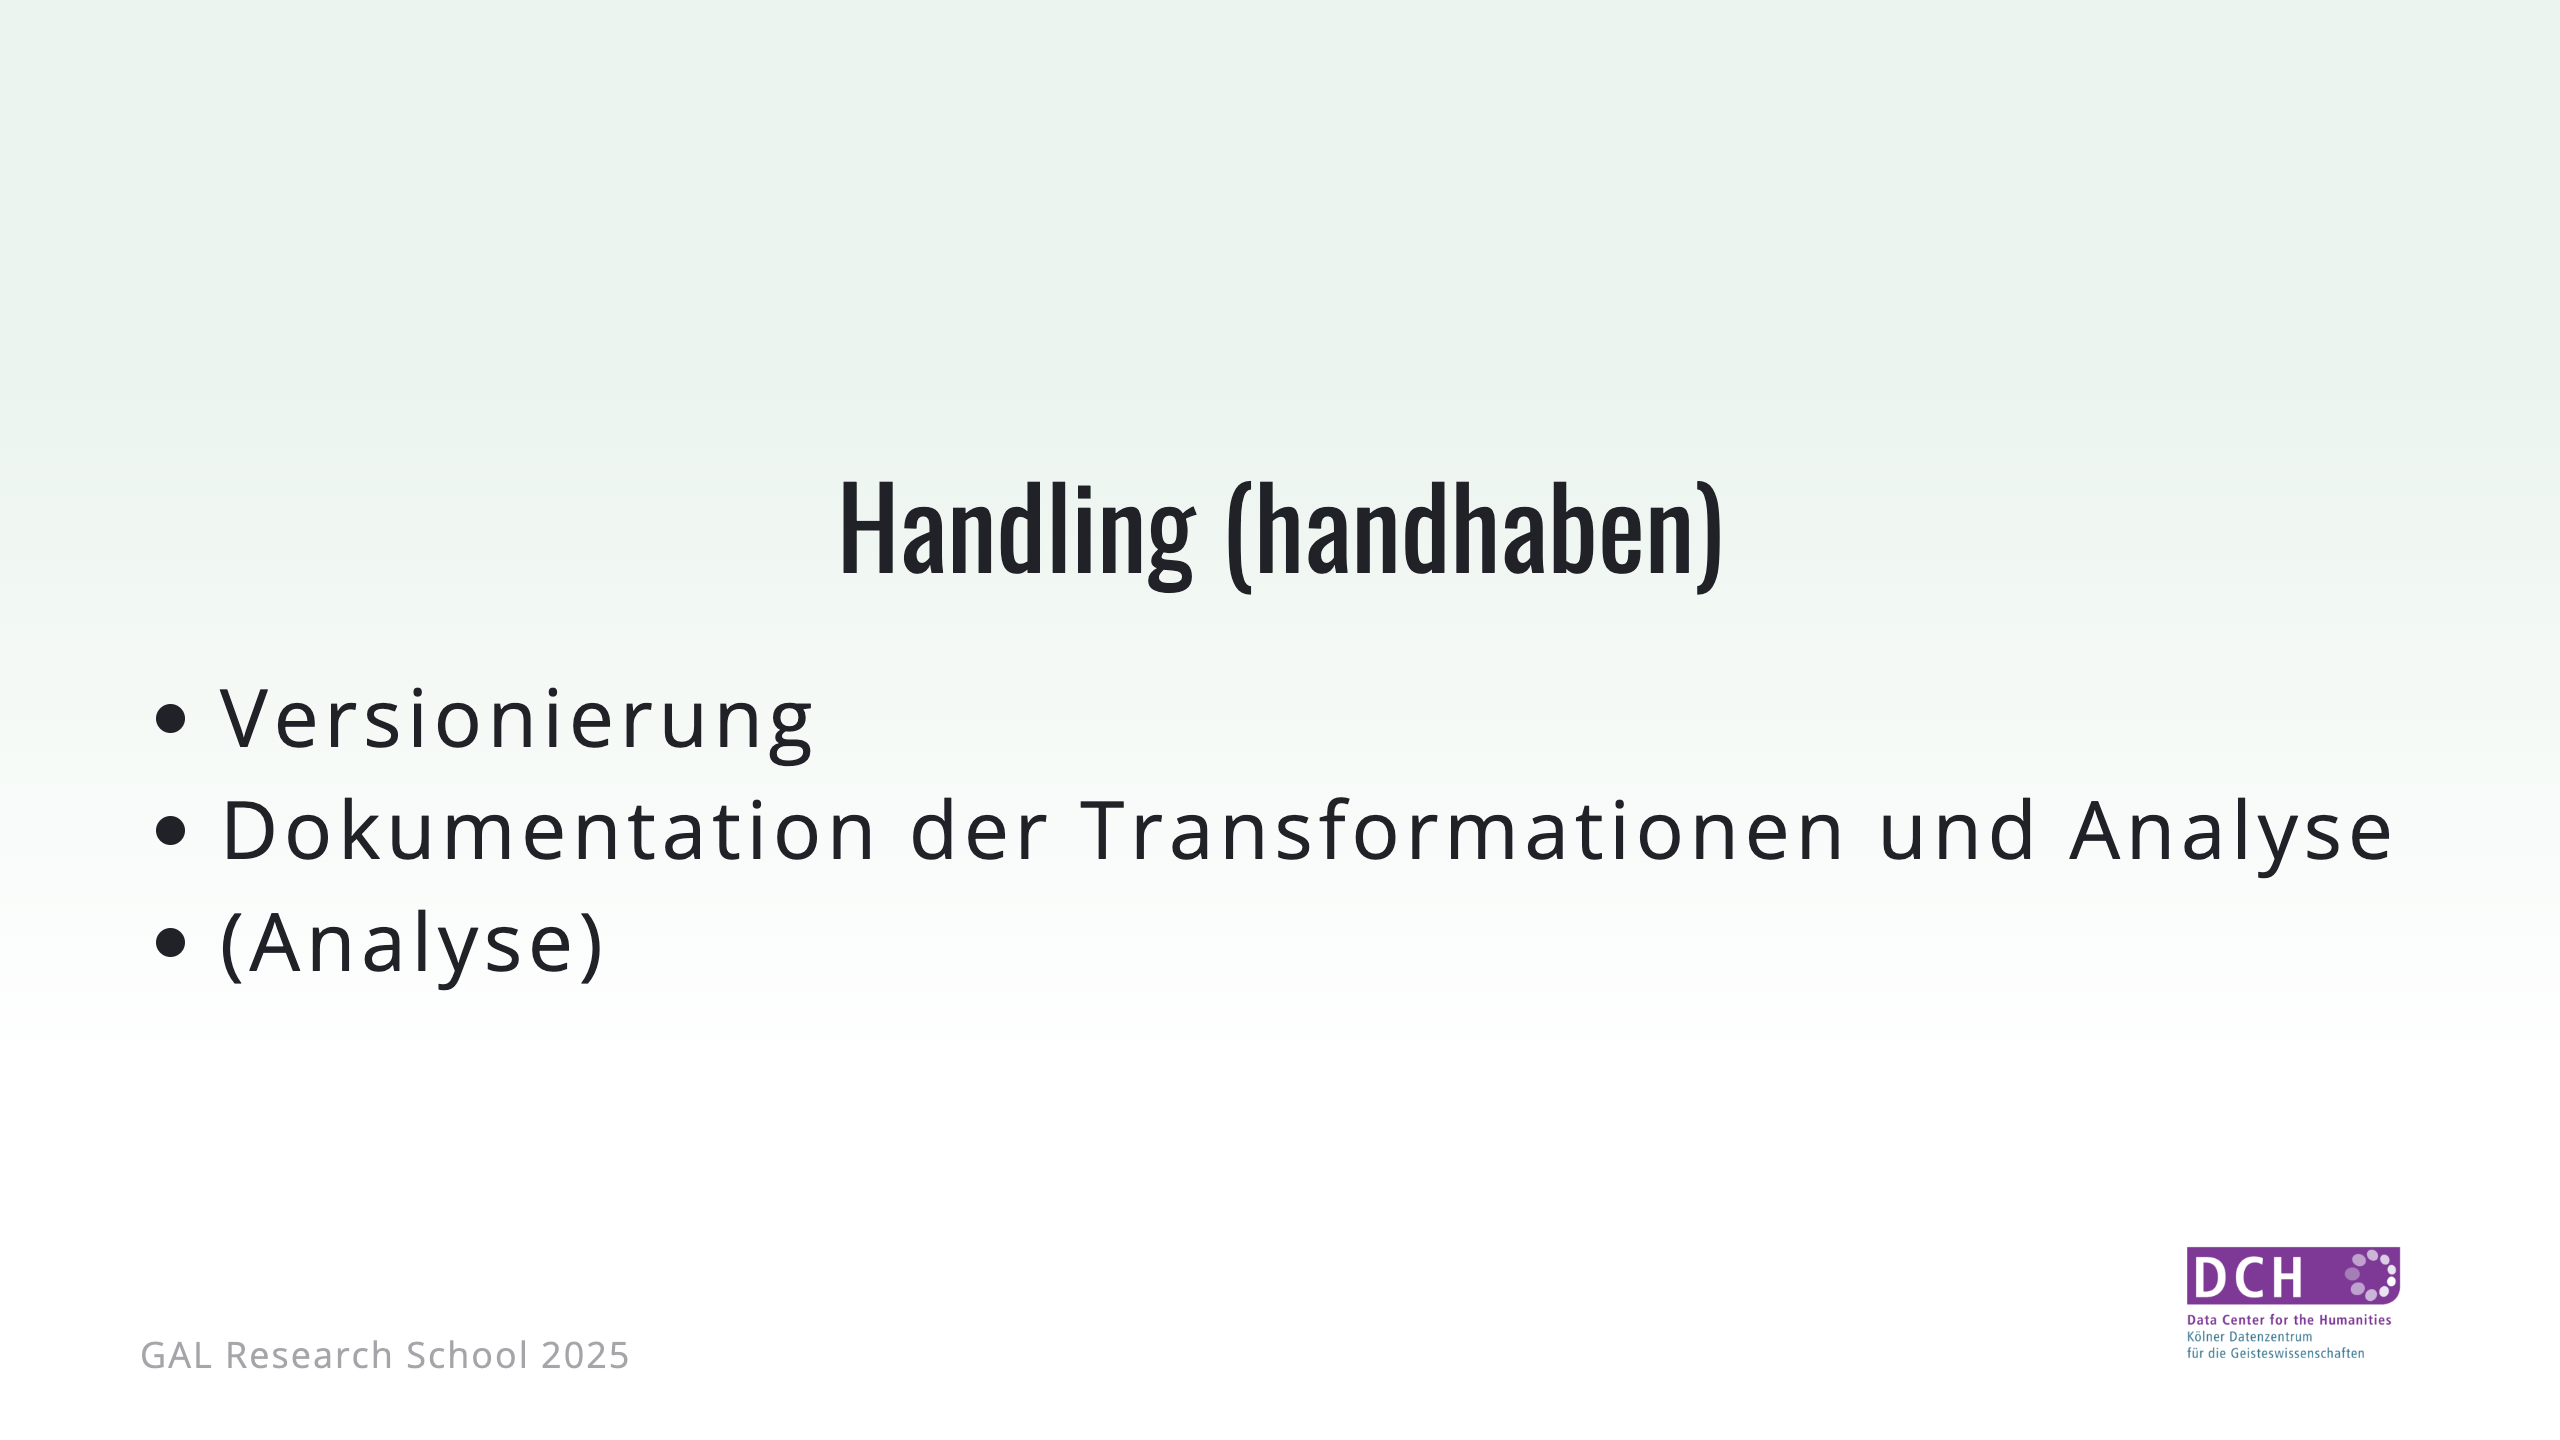 Handling (handhaben)
• Versionierung
• Dokumentation der Transformationen und Analyse
• (Analyse)
GAL Research School 2025
DCH
Data Center for the Humanities
Kölner Datenzentrum
für die Geisteswissenschaften